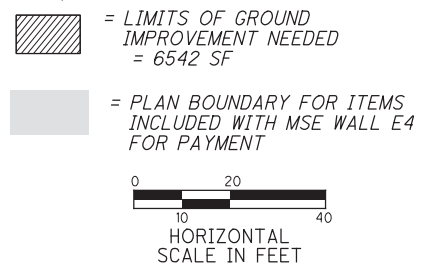 = LIMITS OF GROUND
IMPROVEMENT NEEDED
= 6542 SF
= PLAN BOUNDARY FOR ITEMS
INCLUDED WITH MSE WALL E4
FOR PAYMENT
0 20
10 40
HORIZONTAL
SCALE IN FEET